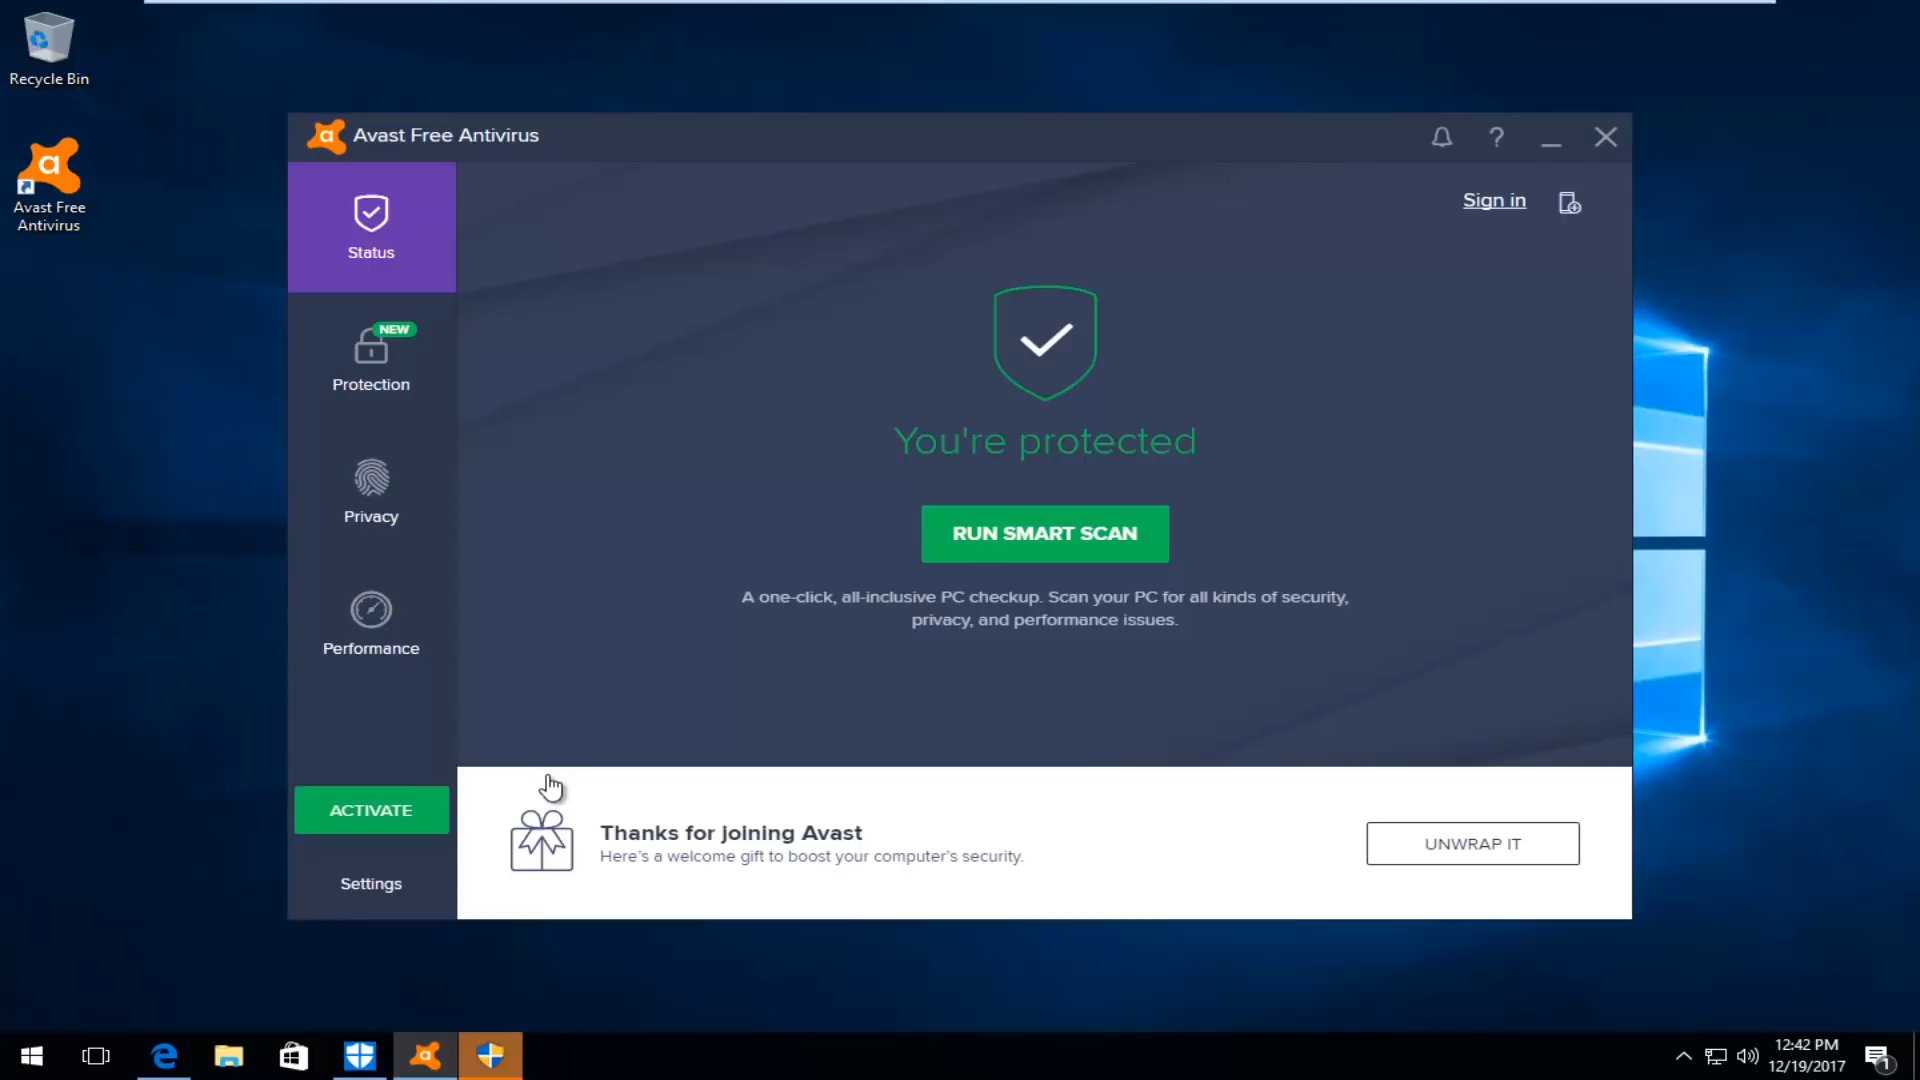 Recycle Bin
Avast Free
Antivirus
Avast Free Antivirus
?
Sign in
Status
NEW
Protection
Privacy
Performance
ACTIVATE
Settings
You're protected
RUN SMART SCAN
A one-click, all-inclusive PC checkup. Scan your PC for all kinds of security,
privacy, and performance issues.
Thanks for joining Avast
Here's a welcome gift to boost your computer's security.
UNWRAP IT
12:42 PM
12/19/2017
1